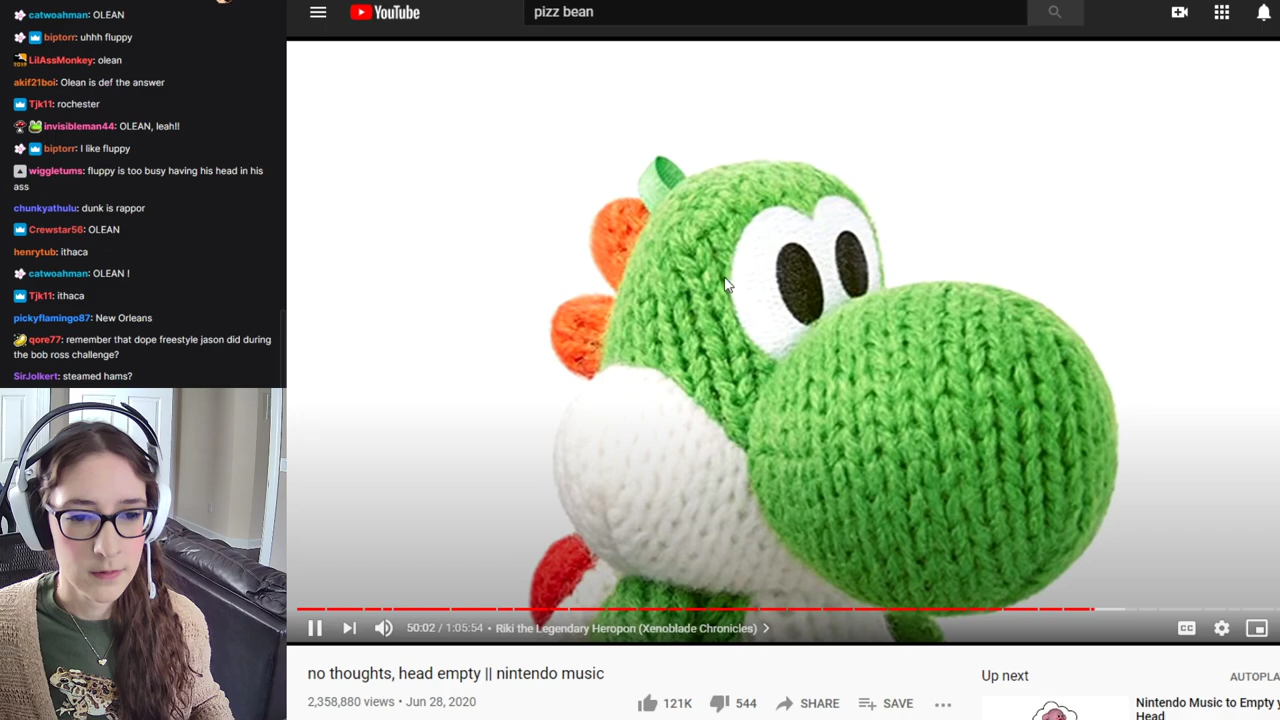 catwoahman: OLEAN
biptorr: uhhh fluppy
LilAssMonkey: olean
akif21boi: Olean is def the answer
Tjk11: rochester
invisibleman44: OLEAN, leah!!
biptorr: I like fluppy
wiggletums: fluppy is too busy having his head in his
ass
chunkyathulu: dunk is rappor
Crewstar56: OLEAN
henrytub: ithaca
catwoahman: OLEAN !
Tjk11: ithaca
pickyflamingo87: New Orleans
qore77: remember that dope freestyle jason did during
the bob ross challenge?
SirJolkert: steamed hams?
YouTube
pizz bean
50:02 / 1:05:54 • Riki the Legendary Heropon (Xenoblade Chronicles)
CC
no thoughts, head empty || nintendo music
2,358,880 views • Jun 28, 2020
121K
544
SHARE
SAVE
Up next
AUTOPLA
Nintendo Music to Empty y
Head